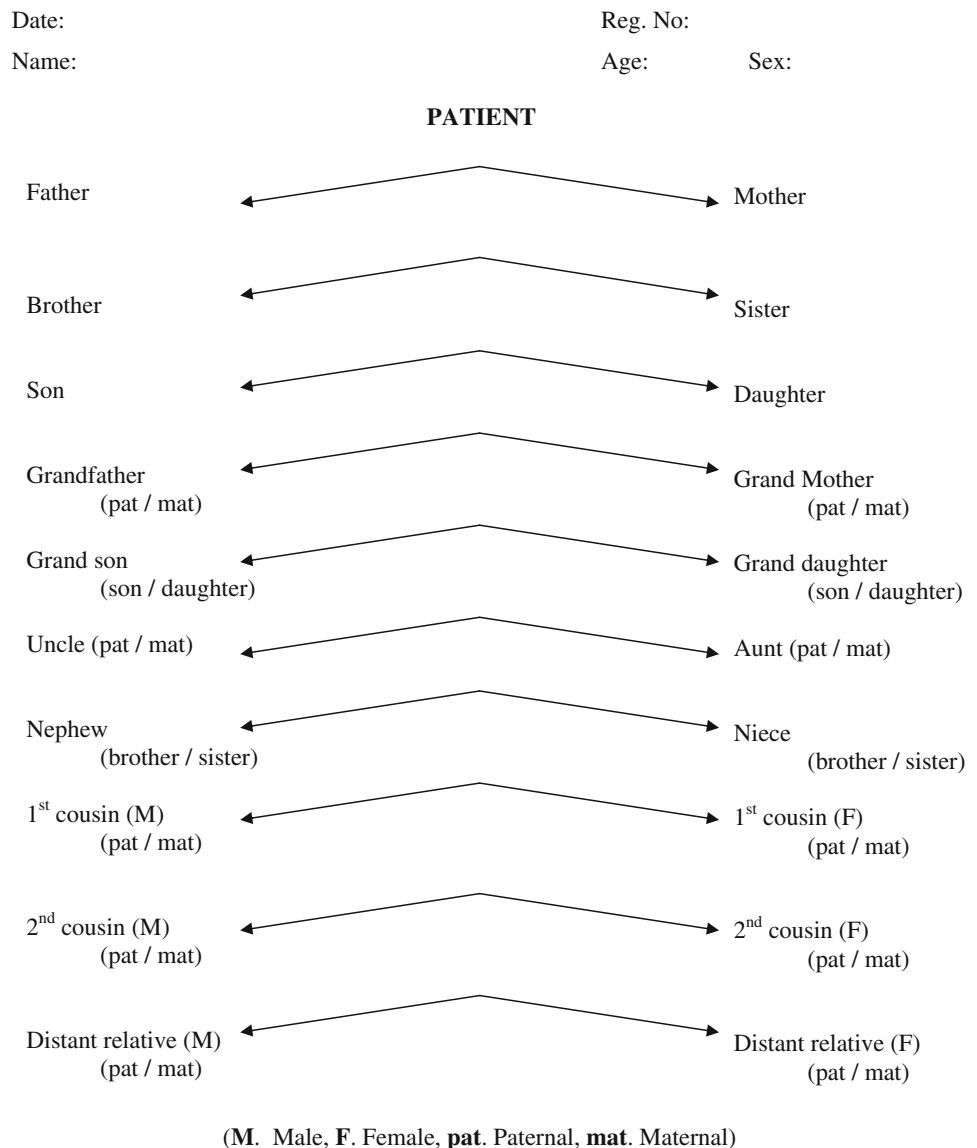 Date: Reg. No:
Name: Age: Sex:
PATIENT
Father Mother
Brother Sister
Son Daughter
Grandfather Grand Mother
(pat / mat) (pat / mat)
Grand son Grand daughter
(son / daughter) (son / daughter)
Uncle (pat / mat) Aunt (pat / mat)
Nephew Niece
(brother / sister) (brother / sister)
1st cousin (M) 1st cousin (F)
(pat / mat) (pat / mat)
2nd cousin (M) 2nd cousin (F)
(pat / mat) (pat / mat)
Distant relative (M) Distant relative (F)
(pat / mat) (pat / mat)
(M. Male, F. Female, pat. Paternal, mat. Maternal)